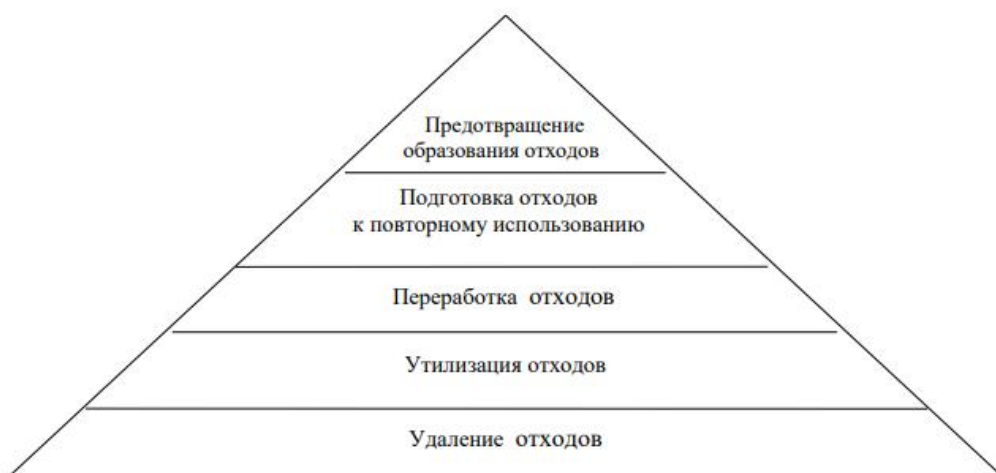 Предотвращение
образования отходов
Подготовка отходов
к повторному использованию
Переработка отходов
Утилизация отходов
Удаление отходов